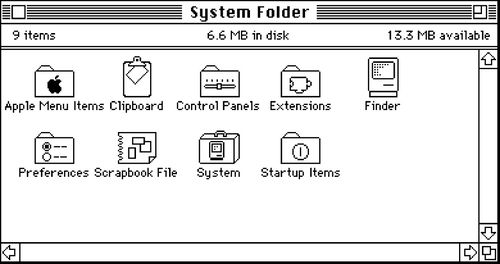 System Folder
9 items 6.6 MB in disk 13.3 MB available
Apple Menu Items Clipboard Control Panels Extensions Finder
Preferences Scrapbook File System Startup Items